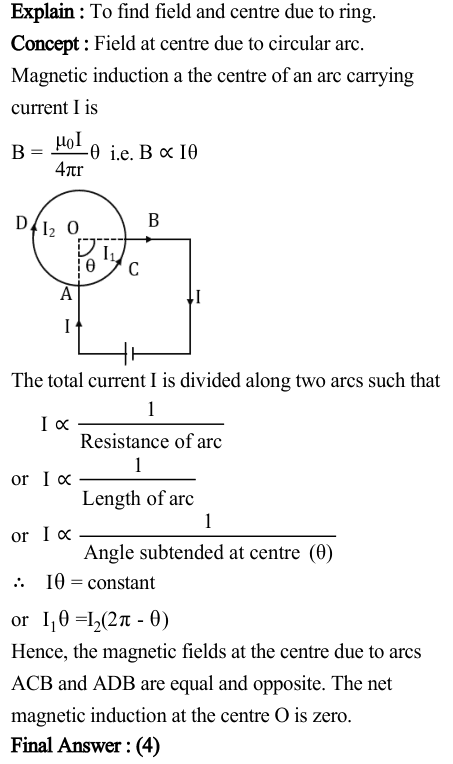 Explain : To find field and centre due to ring.
Concept : Field at centre due to circular arc.
Magnetic induction a the centre of an arc carrying
current I is
B = μ₀I/4πr θ i.e. B ∝ Iθ
D I₂ O B
I₁
θ C
A I
I
The total current I is divided along two arcs such that
I ∝ 1/Resistance of arc
or I ∝ 1/Length of arc
or I ∝ 1/Angle subtended at centre (θ)
∴ Iθ = constant
or I₁θ =I₂(2π - θ)
Hence, the magnetic fields at the centre due to arcs
ACB and ADB are equal and opposite. The net
magnetic induction at the centre O is zero.
Final Answer : (4)